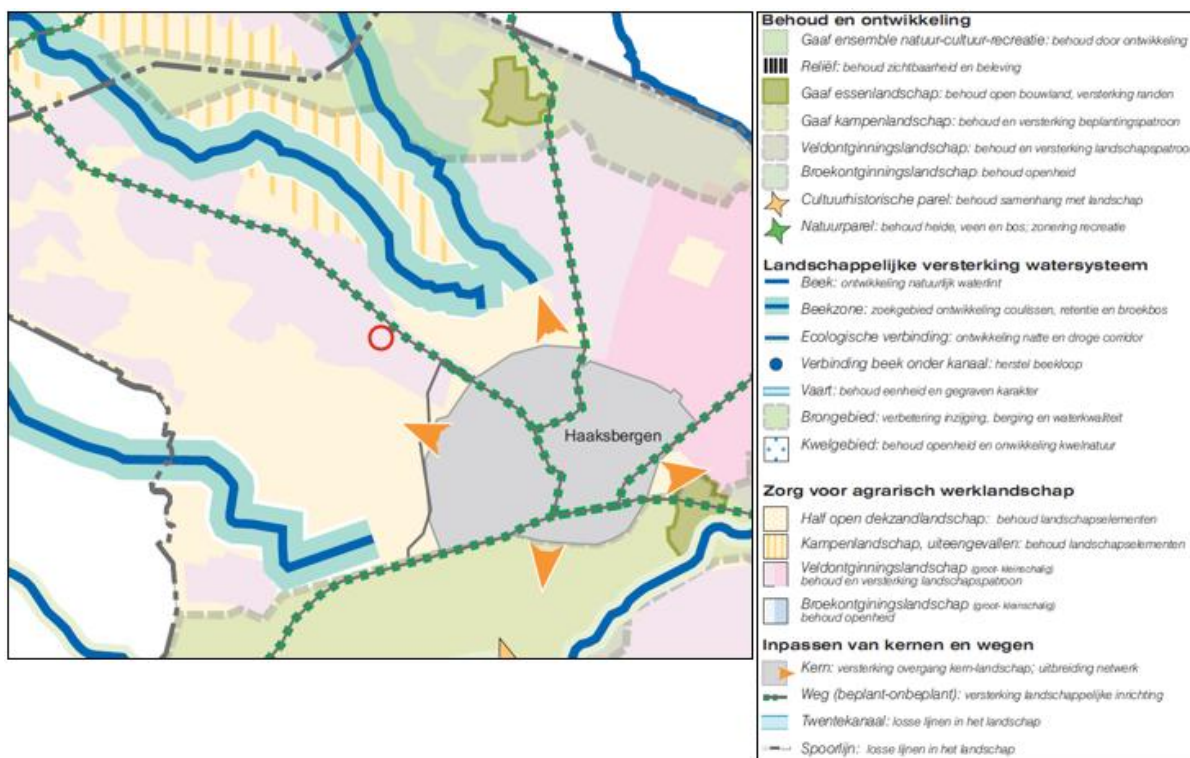 Haaksbergen
Behoud en ontwikkeling
Gaaf ensemble natuur-cultuur-recreatie: behoud door ontwikkeling
Reliëf: behoud zichtbaarheid en beleving
Gaaf essenlandschap: behoud open bouwland, versterking randen
Gaaf kampenlandschap: behoud en versterking beplantingspatroon
Veldontginningslandschap: behoud en versterking landschapspatroo
Broekontginningslandschap behoud openheid
Cultuurhistorische parel: behoud samenhang met landschap
Natuurparel: behoud heide, veen en bos; zonering recreatie
Landschappelijke versterking watersysteem
Beek: ontwikkeling natuurlijk waterlint
Beekzone: zoekgebied ontwikkeling coulissen, retentie en broekbos
Ecologische verbinding: ontwikkeling natte en droge corridor
Verbinding beek onder kanaal: herstel beekloop
Vaart: behoud eenheid en gegraven karakter
Brongebied: verbetering inzijging, berging en waterkwaliteit
Kwelgebied: behoud openheid en onwikkeling kwelnatuur
Zorg voor agrarisch werklandschap
Half open dekzandlandschap: behoud landschapselementen
Kampenlandschap, uiteengevallen: behoud landschapselementen
Veldontginningslandschap (groot- kleinschalig)
behoud en versterking landschapspatroon
Broekontginingslandschap (groot- kleinschalig)
behoud openheid
Inpassen van kernen en wegen
Kern: versterking overgang kern-landschap; uitbreiding netwerk
Weg (beplant-onbeplant): versterking landschappelijke inrichting
Twentekanaal: losse lijnen in het landschap
Spoorlijn: losse lijnen in het landschap